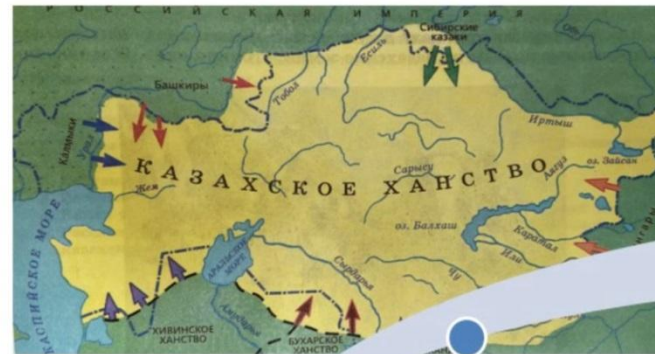 РОССИЙСКАЯ ИМПЕРИЯ
Сибирские
казаки
Обь
Башкиры
Тобол
Есиль
Иртыш
Калмыки
Урал
КАЗАХСКОЕ ХАНСТВО
Жем
Сарысу
Аягуз
оз. Зайсан
оз. Балхаш
Каратал
Или
Чу
Сырдарья
АРАЛЬСКОЕ
МОРЕ
Амударья
КАСПИЙСКОЕ МОРЕ
ХИВИНСКОЕ
ХАНСТВО
БУХАРСКОЕ
ХАНСТВО